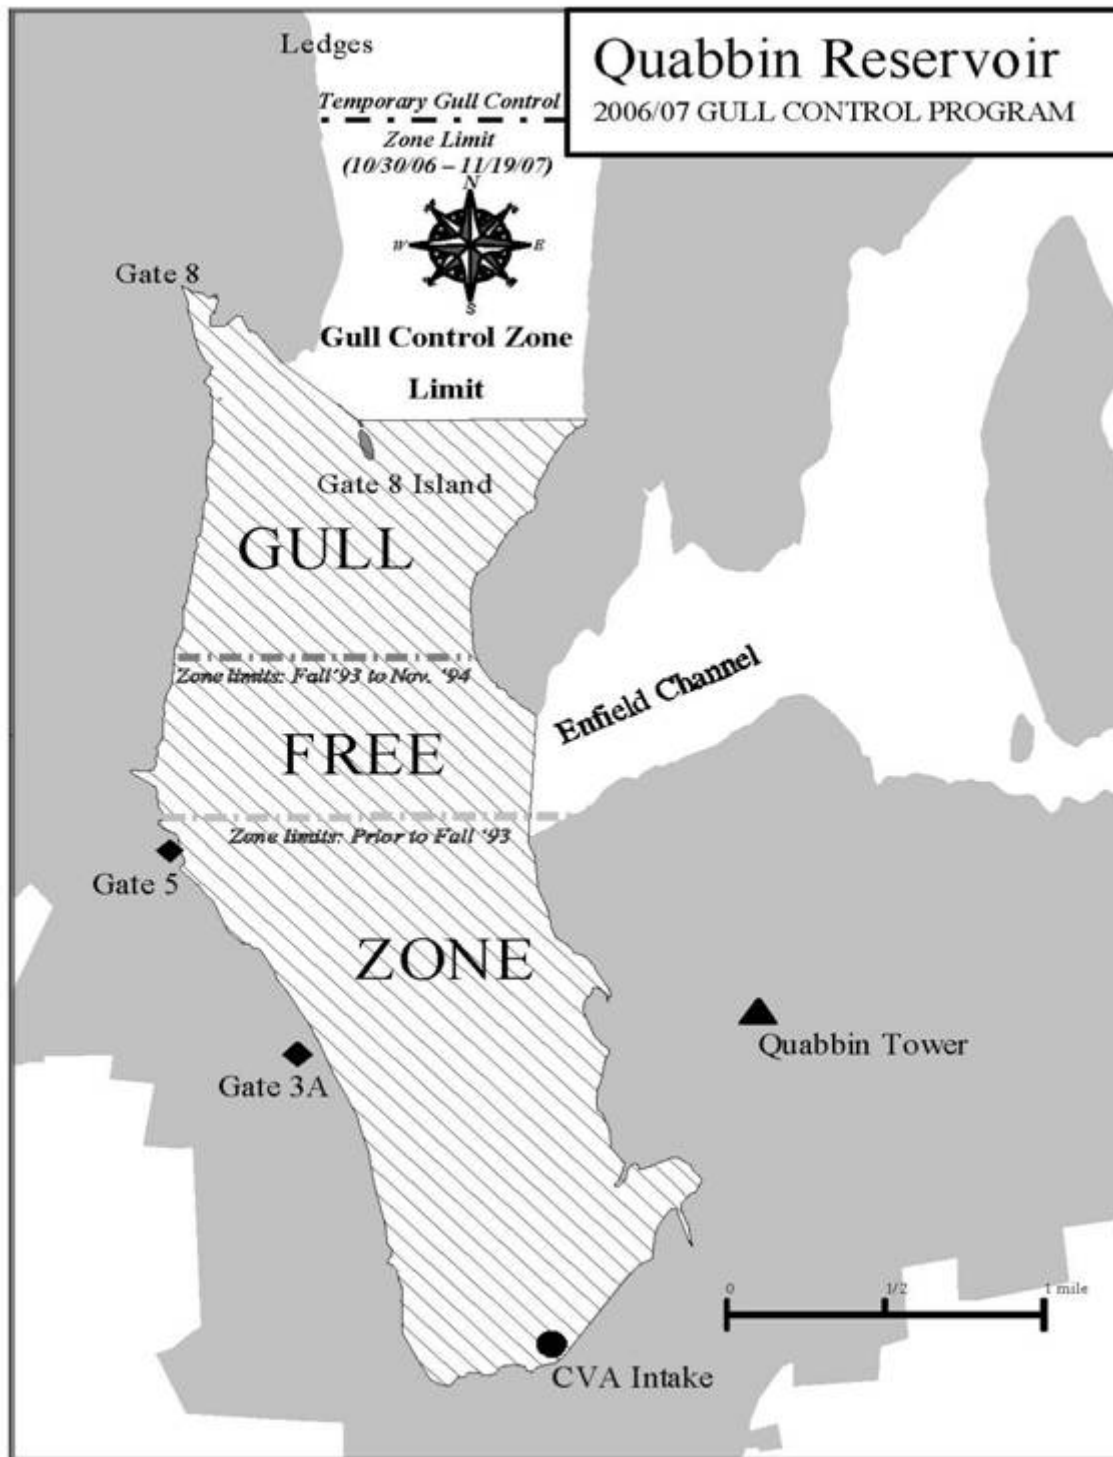 Ledges
Quabbin Reservoir
2006/07 GULL CONTROL PROGRAM
Temporary Gull Control
Zone Limit
(10/30/06 – 11/19/07)
N
W
E
S
Gate 8
Gull Control Zone
Limit
Gate 8 Island
GULL
Zone limits: Fall '93 to Nov. '94
Enfield Channel
FREE
Zone limits: Prior to Fall '93
Gate 5
ZONE
Quabbin Tower
Gate 3A
0
1/2
1 mile
CVA Intake